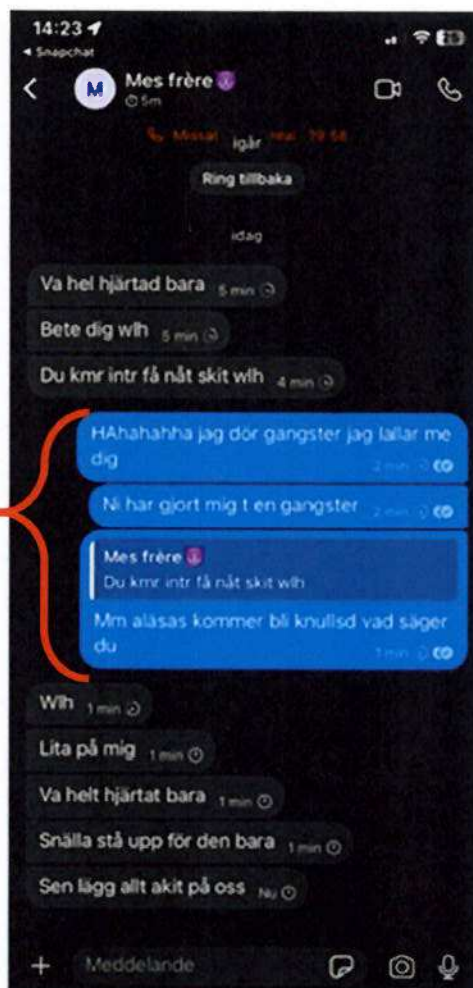 14:23
Snapchat
M
Mes frère
5m
igår
19:58
Ring tillbaka
idag
Va hel hjärtad bara 5 min
Bete dig wlh 5 min
Du kmr intr få nåt skit wlh 4 min
HAhahahha jag dör gangster jag lallar me
dig 2 min
Ni har gjort mig t en gangster 2 min
Mes frère
Du kmr intr få nåt skit wlh
Mm alasas kommer bli knullsd vad säger
du 1 min
Wlh 1 min
Lita på mig 1 min
Va helt hjärtat bara 1 min
Snälla stå upp för den bara 1 min
Sen lägg allt akit på oss Nu
Meddelande